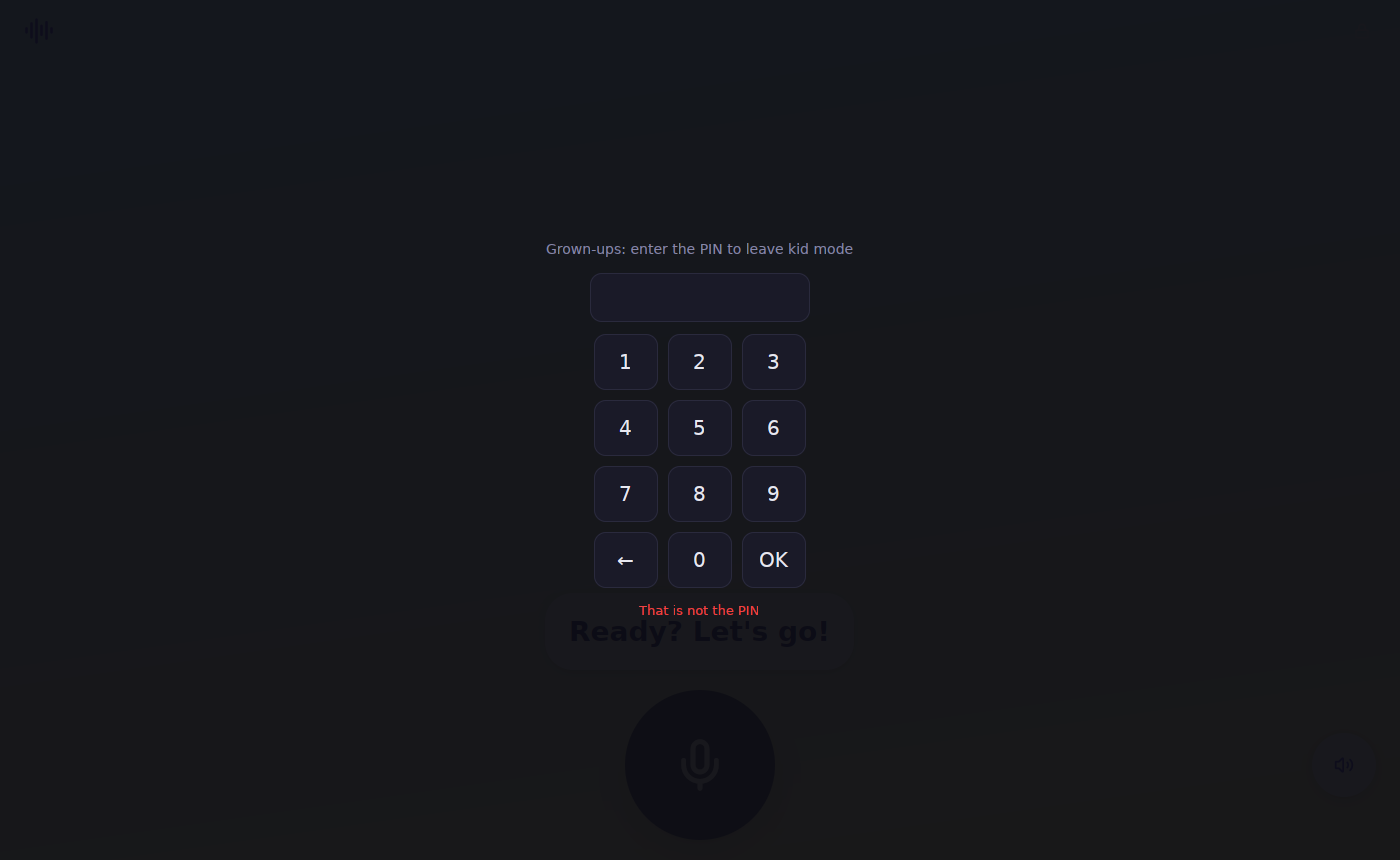 Grown-ups: enter the PIN to leave kid mode
1 2 3
4 5 6
7 8 9
← 0 OK
That is not the PIN
Ready? Let's go!